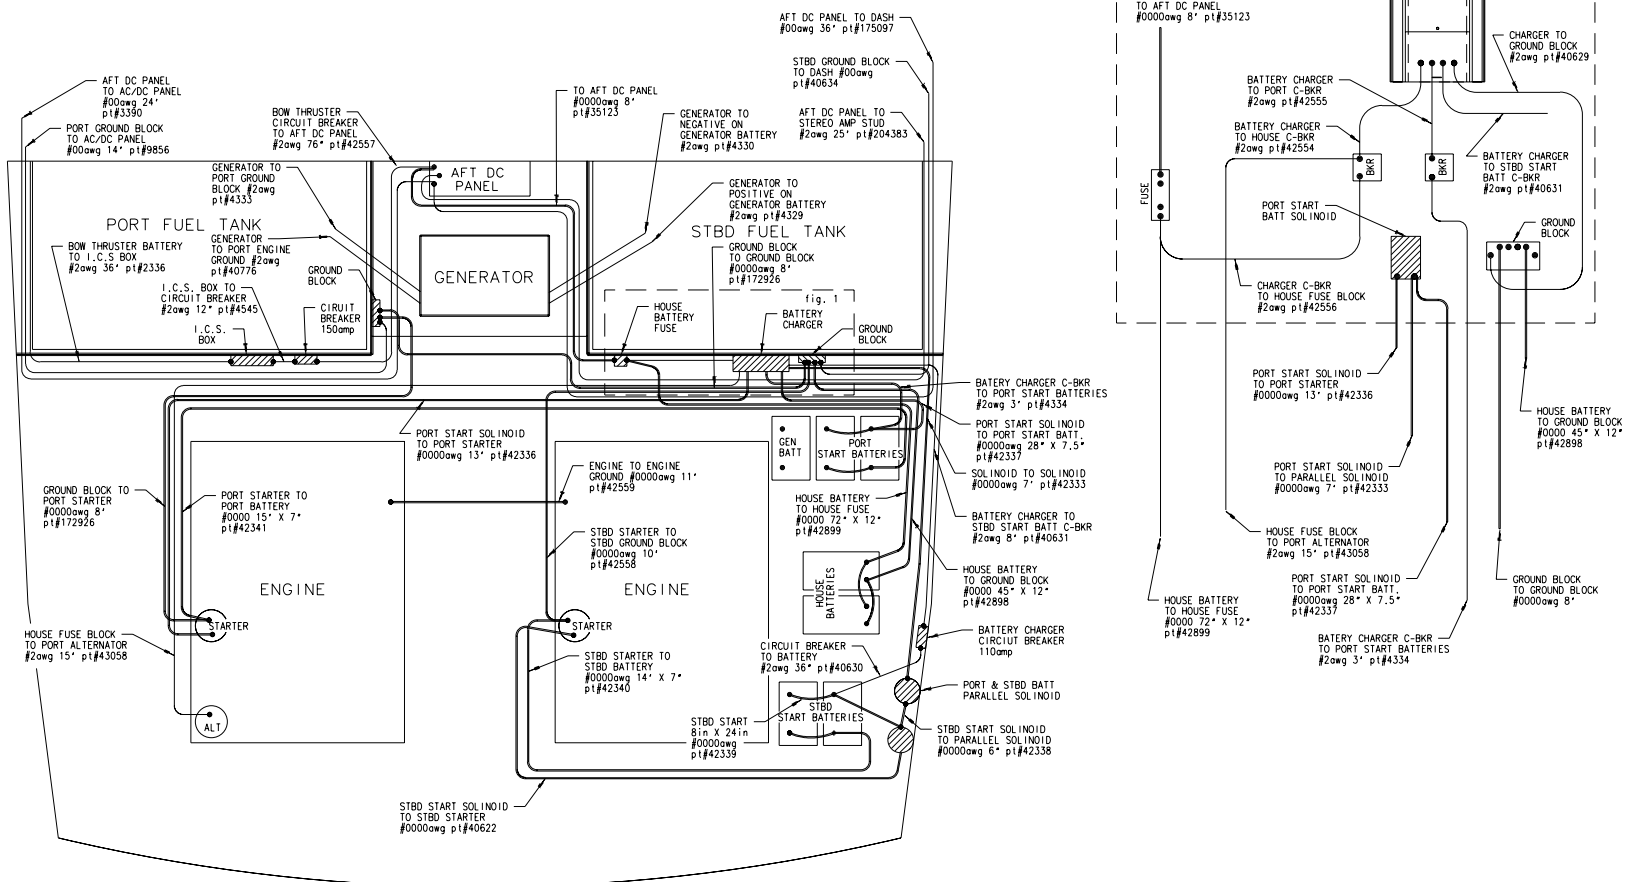 AFT DC PANEL TO DASH
#00awg 36' pt#175097
STBD GROUND BLOCK
TO DASH #00awg
pt#40634
AFT DC PANEL
TO AC/DC PANEL
#00awg 24'
pt#3390
TO AFT DC PANEL
#0000awg 8'
pt#35123
PORT GROUND BLOCK
TO AC/DC PANEL
#00awg 14' pt#9856
BOW THRUSTER
CIRCUIT BREAKER
TO AFT DC PANEL
#2awg 76" pt#42557
GENERATOR TO
NEGATIVE ON
GENERATOR BATTERY
#2awg pt#4330
AFT DC PANEL TO
STEREO AMP STUD
#2awg 25' pt#204383
GENERATOR TO
PORT GROUND
BLOCK #2awg
pt#4333
AFT DC
PANEL
GENERATOR TO
POSITIVE ON
GENERATOR BATTERY
#2awg pt#4329
PORT FUEL TANK
STBD FUEL TANK
BOW THRUSTER BATTERY
TO I.C.S BOX
#2awg 36' pt#2336
GENERATOR
TO PORT ENGINE
GROUND #2awg
pt#40776
GROUND BLOCK
TO GROUND BLOCK
#0000awg 8'
pt#172926
GROUND
BLOCK
GENERATOR
I.C.S. BOX TO
CIRCUIT BREAKER
#2awg 12" pt#4545
CIRUIT
BREAKER
150amp
I.C.S.
BOX
fig. 1
HOUSE
BATTERY
FUSE
BATTERY
CHARGER
GROUND
BLOCK
BATERY CHARGER C-BKR
TO PORT START BATTERIES
#2awg 3' pt#4334
PORT START SOLINOID
TO PORT STARTER
#0000awg 13' pt#42336
GEN
BATT
PORT
START BATTERIES
PORT START SOLINOID
TO PORT START BATT.
#0000awg 28" X 7.5"
pt#42337
SOLINOID TO SOLINOID
#0000awg 7' pt#42333
ENGINE TO ENGINE
GROUND #0000awg 11'
pt#42559
GROUND BLOCK TO
PORT STARTER
#0000awg 8'
pt#172926
PORT STARTER TO
PORT BATTERY
#0000 15' X 7"
pt#42341
HOUSE BATTERY
TO HOUSE FUSE
#0000 72" X 12"
pt#42899
BATTERY CHARGER TO
STBD START BATT C-BKR
#2awg 8' pt#40631
STBD STARTER TO
STBD GROUND BLOCK
#0000awg 10'
pt#42558
HOUSE BATTERY
TO GROUND BLOCK
#0000 45" X 12"
pt#42898
ENGINE
ENGINE
HOUSE
BATTERIES
STARTER
STARTER
HOUSE FUSE BLOCK
TO PORT ALTERNATOR
#2awg 15' pt#43058
BATTERY CHARGER
CIRCIUT BREAKER
110amp
CIRCUIT BREAKER
TO BATTERY
#2awg 36" pt#40630
STBD STARTER TO
STBD BATTERY
#0000awg 14' X 7"
pt#42340
PORT & STBD BATT
PARALLEL SOLINOID
ALT
STBD
START BATTERIES
STBD START
8in X 24in
#0000awg
pt#42339
STBD START SOLINOID
TO PARALLEL SOLINOID
#0000awg 6" pt#42338
STBD START SOLINOID
TO STBD STARTER
#0000awg pt#40622
TO AFT DC PANEL
#0000awg 8' pt#35123
CHARGER TO
GROUND BLOCK
#2awg pt#40629
BATTERY CHARGER
TO PORT C-BKR
#2awg pt#42555
BATTERY CHARGER
TO HOUSE C-BKR
#2awg pt#42554
BATTERY CHARGER
TO STBD START
BATT C-BKR
#2awg pt#40631
FUSE
BKR
BKR
PORT START
BATT SOLINOID
GROUND
BLOCK
CHARGER C-BKR
TO HOUSE FUSE BLOCK
#2awg pt#42556
PORT START SOLINOID
TO PORT STARTER
#0000awg 13' pt#42336
HOUSE BATTERY
TO GROUND BLOCK
#0000 45" X 12"
pt#42898
PORT START SOLINOID
TO PARALLEL SOLINOID
#0000awg 7' pt#42333
HOUSE FUSE BLOCK
TO PORT ALTERNATOR
#2awg 15' pt#43058
PORT START SOLINOID
TO PORT START BATT.
#0000awg 28" X 7.5"
pt#42337
GROUND BLOCK
TO GROUND BLOCK
#0000awg 8'
HOUSE BATTERY
TO HOUSE FUSE
#0000 72" X 12"
pt#42899
BATERY CHARGER C-BKR
TO PORT START BATTERIES
#2awg 3' pt#4334